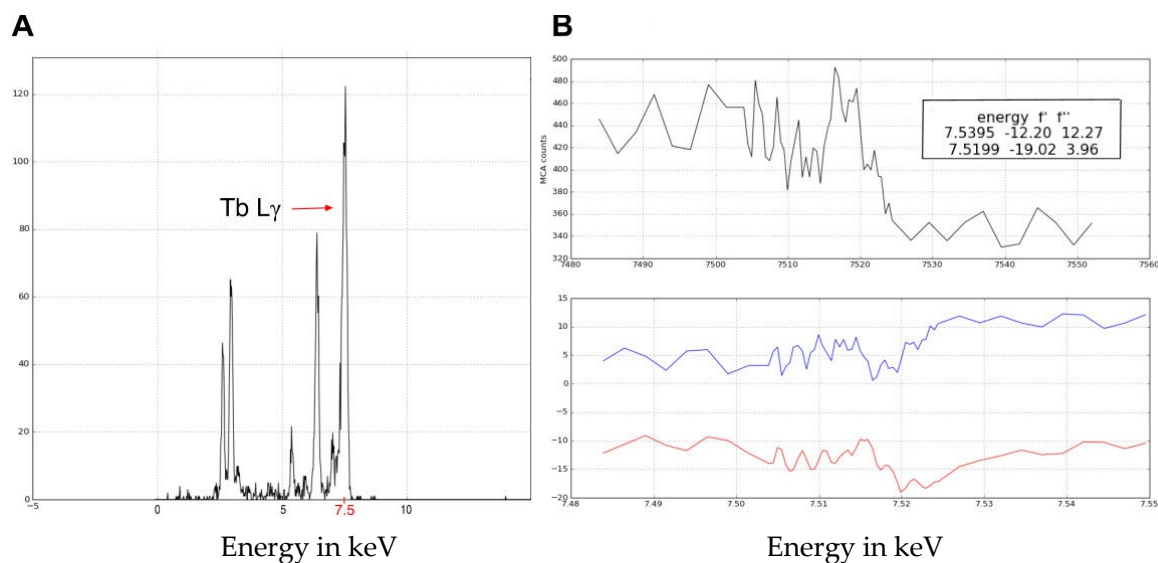 A
B
120
100
80
60
40
20
0
Tb Lγ
−5
0
5
7.5
10
Energy in keV
500
480
460
440
420
400
380
360
340
320
MCA counts
energy f' f''
7.5395 -12.20 12.27
7.5199 -19.02 3.96
7480 7490 7500 7510 7520 7530 7540 7550 7560
15
10
5
0
−5
−10
−15
−20
7.48 7.49 7.50 7.51 7.52 7.53 7.54 7.55
Energy in keV